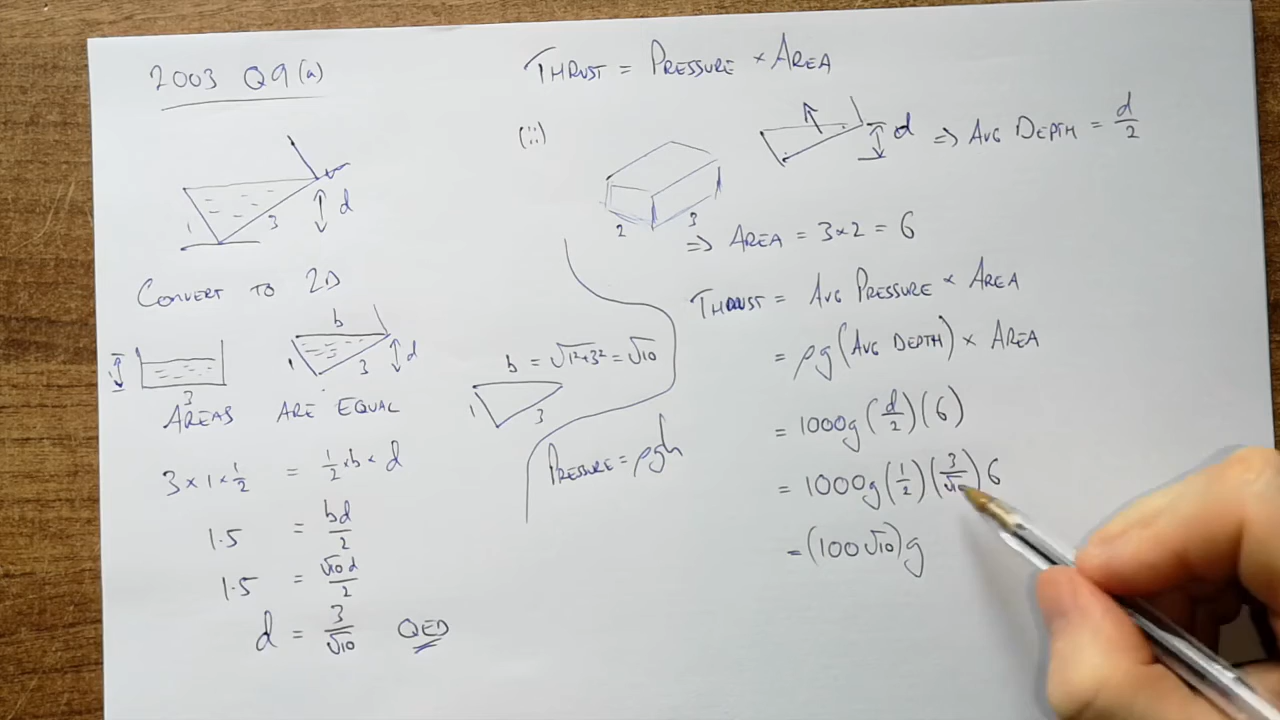 2003 Q9(a)
1
3
d
CONVERT TO 2D
3
b
1
3
d
AREAS ARE EQUAL
3 × 1 × 1/2 = 1/2 × b × d
1.5 = bd/2
1.5 = √10 d/2
d = 3/√10 QED
b = √1²+3² = √10
1
3
PRESSURE = ρgh
THRUST = PRESSURE × AREA
(ii)
2
3
d ⇒ AVG DEPTH = d/2
⇒ AREA = 3×2 = 6
THRUST = AVG PRESSURE × AREA
= ρg(AVG DEPTH) × AREA
= 1000g(d/2)(6)
= 1000g(1/2)(3/√10)6
= (100√10)g